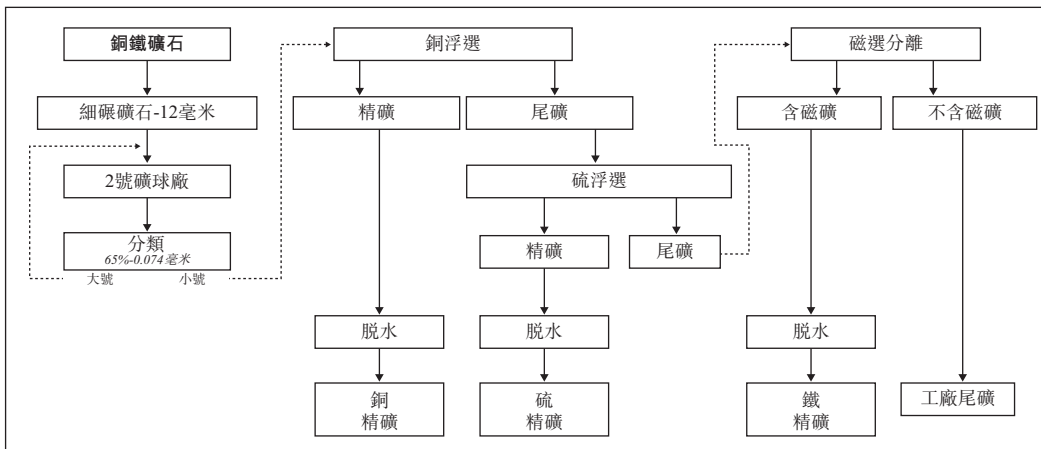 銅鐵礦石
銅浮選
磁選分離
細碾礦石-12毫米
精礦
尾礦
含磁礦
不含磁礦
2號礦球廠
硫浮選
分類
65%-0.074毫米
大號
小號
精礦
尾礦
脱水
脱水
脱水
銅
精礦
硫
精礦
鐵
精礦
工廠尾礦